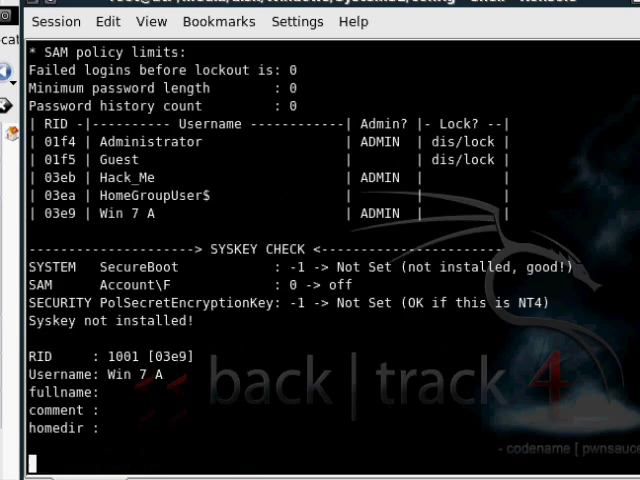 Session Edit View Bookmarks Settings Help
* SAM policy limits:
Failed logins before lockout is: 0
Minimum password length        : 0
Password history count         : 0
| RID -|---------- Username ------------| Admin? |- Lock? --|
| 01f4 | Administrator                  | ADMIN  | dis/lock |
| 01f5 | Guest                          |        | dis/lock |
| 03eb | Hack_Me                        | ADMIN  |          |
| 03ea | HomeGroupUser$                 |        |          |
| 03e9 | Win 7 A                        | ADMIN  |          |
---------------------> SYSKEY CHECK <-----------------------
SYSTEM   SecureBoot            : -1 -> Not Set (not installed, good!)
SAM      Account\F             : 0 -> off
SECURITY PolSecretEncryptionKey: -1 -> Not Set (OK if this is NT4)
Syskey not installed!
RID     : 1001 [03e9]
Username: Win 7 A
fullname:
comment :
homedir :
<< back | track 4
- codename [ pwnsauce